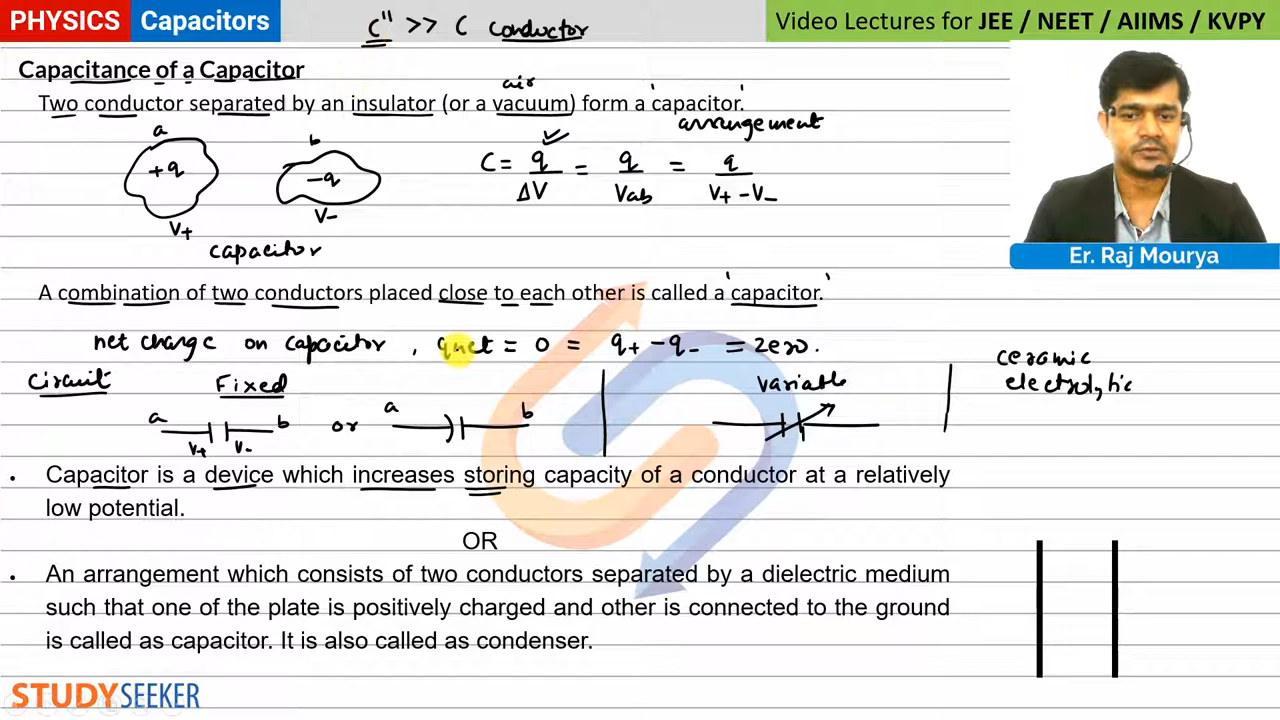 PHYSICS Capacitors
C" >> C conductor
Video Lectures for JEE / NEET / AIIMS / KVPY
Capacitance of a Capacitor
air
Two conductor separated by an insulator (or a vacuum) form a 'capacitor'.
arrangement
a b
+q -q
V+ V-
capacitor
C = q/ΔV = q/Vab = q/V+ - V-
Er. Raj Mourya
A combination of two conductors placed close to each other is called a 'capacitor.'
net charge on capacitor, qnet = 0 = q+ - q- = zero.
Circuit Fixed
a b or a b
V+ V-
variable
ceramic
electrolytic
• Capacitor is a device which increases storing capacity of a conductor at a relatively
low potential.
OR
• An arrangement which consists of two conductors separated by a dielectric medium
such that one of the plate is positively charged and other is connected to the ground
is called as capacitor. It is also called as condenser.
STUDYSEEKER